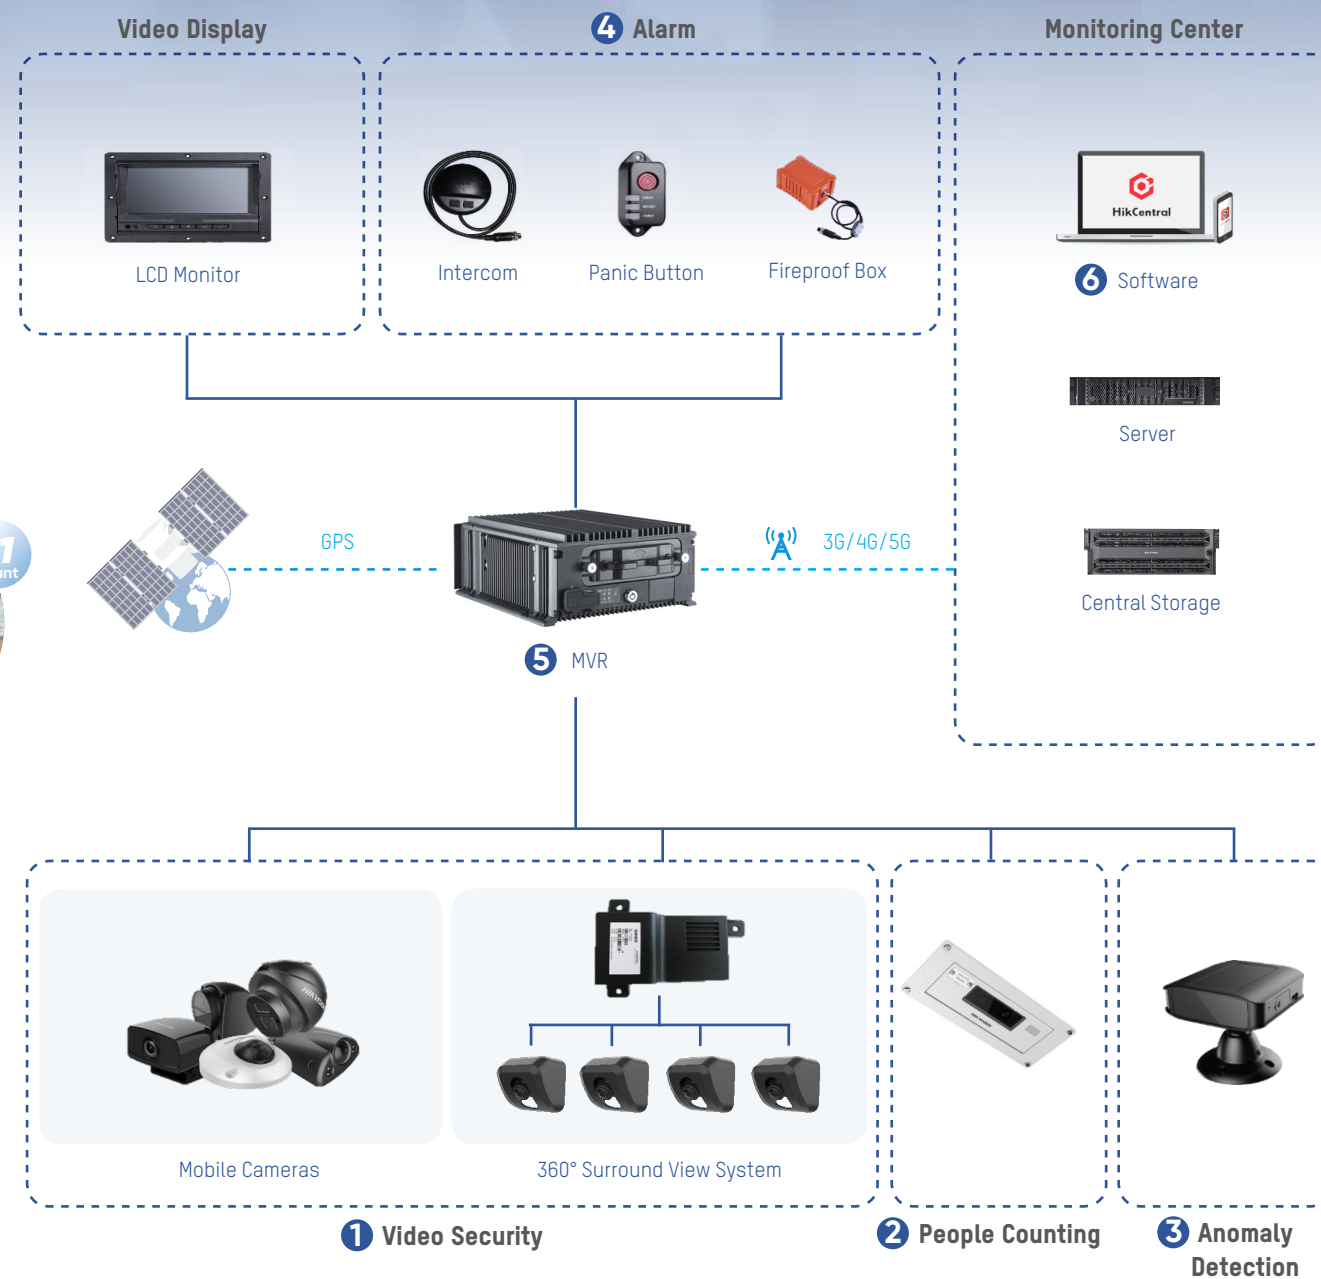 Video Display
4 Alarm
Monitoring Center
HikCentral
LCD Monitor
Intercom
Panic Button
Fireproof Box
6 Software
Server
GPS
3G/4G/5G
Central Storage
5 MVR
HIKVISION
Mobile Cameras
360° Surround View System
1 Video Security
2 People Counting
3 Anomaly
Detection